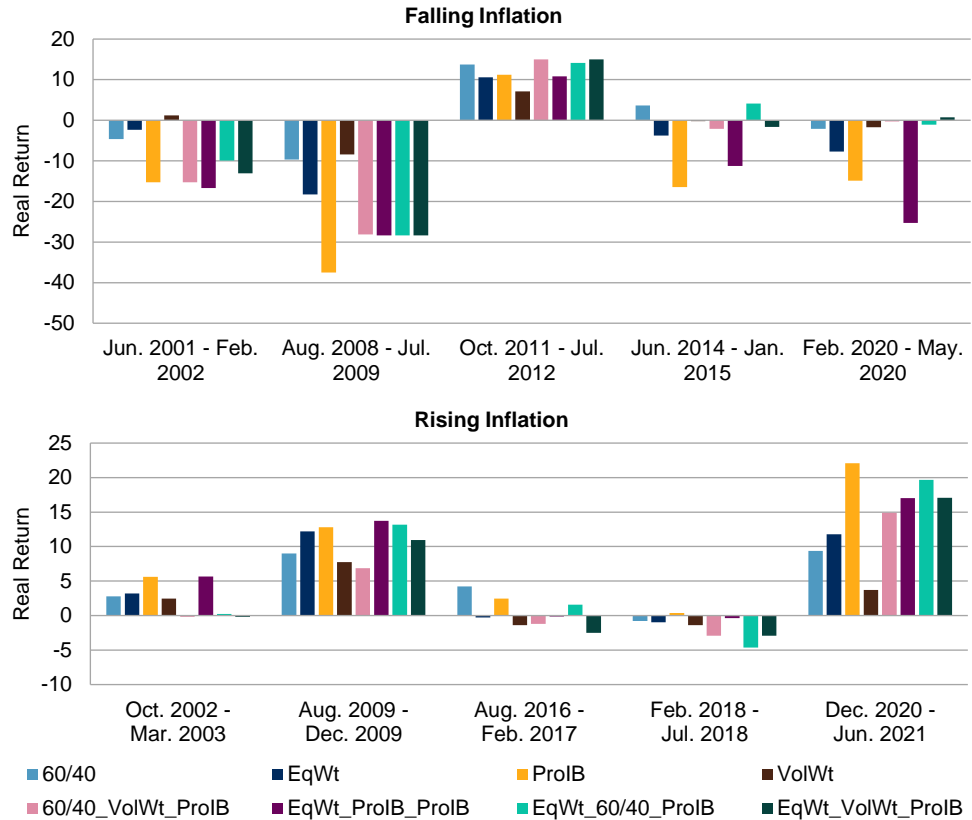 Falling Inflation
20
10
0
-10
-20
-30
-40
-50
Real Return
Jun. 2001 - Feb.
2002
Aug. 2008 - Jul.
2009
Oct. 2011 - Jul.
2012
Jun. 2014 - Jan.
2015
Feb. 2020 - May.
2020
Rising Inflation
25
20
15
10
5
0
-5
-10
Real Return
Oct. 2002 -
Mar. 2003
Aug. 2009 -
Dec. 2009
Aug. 2016 -
Feb. 2017
Feb. 2018 -
Jul. 2018
Dec. 2020 -
Jun. 2021
60/40 EqWt ProIB VolWt
60/40_VolWt_ProIB EqWt_ProIB_ProIB EqWt_60/40_ProIB EqWt_VolWt_ProIB